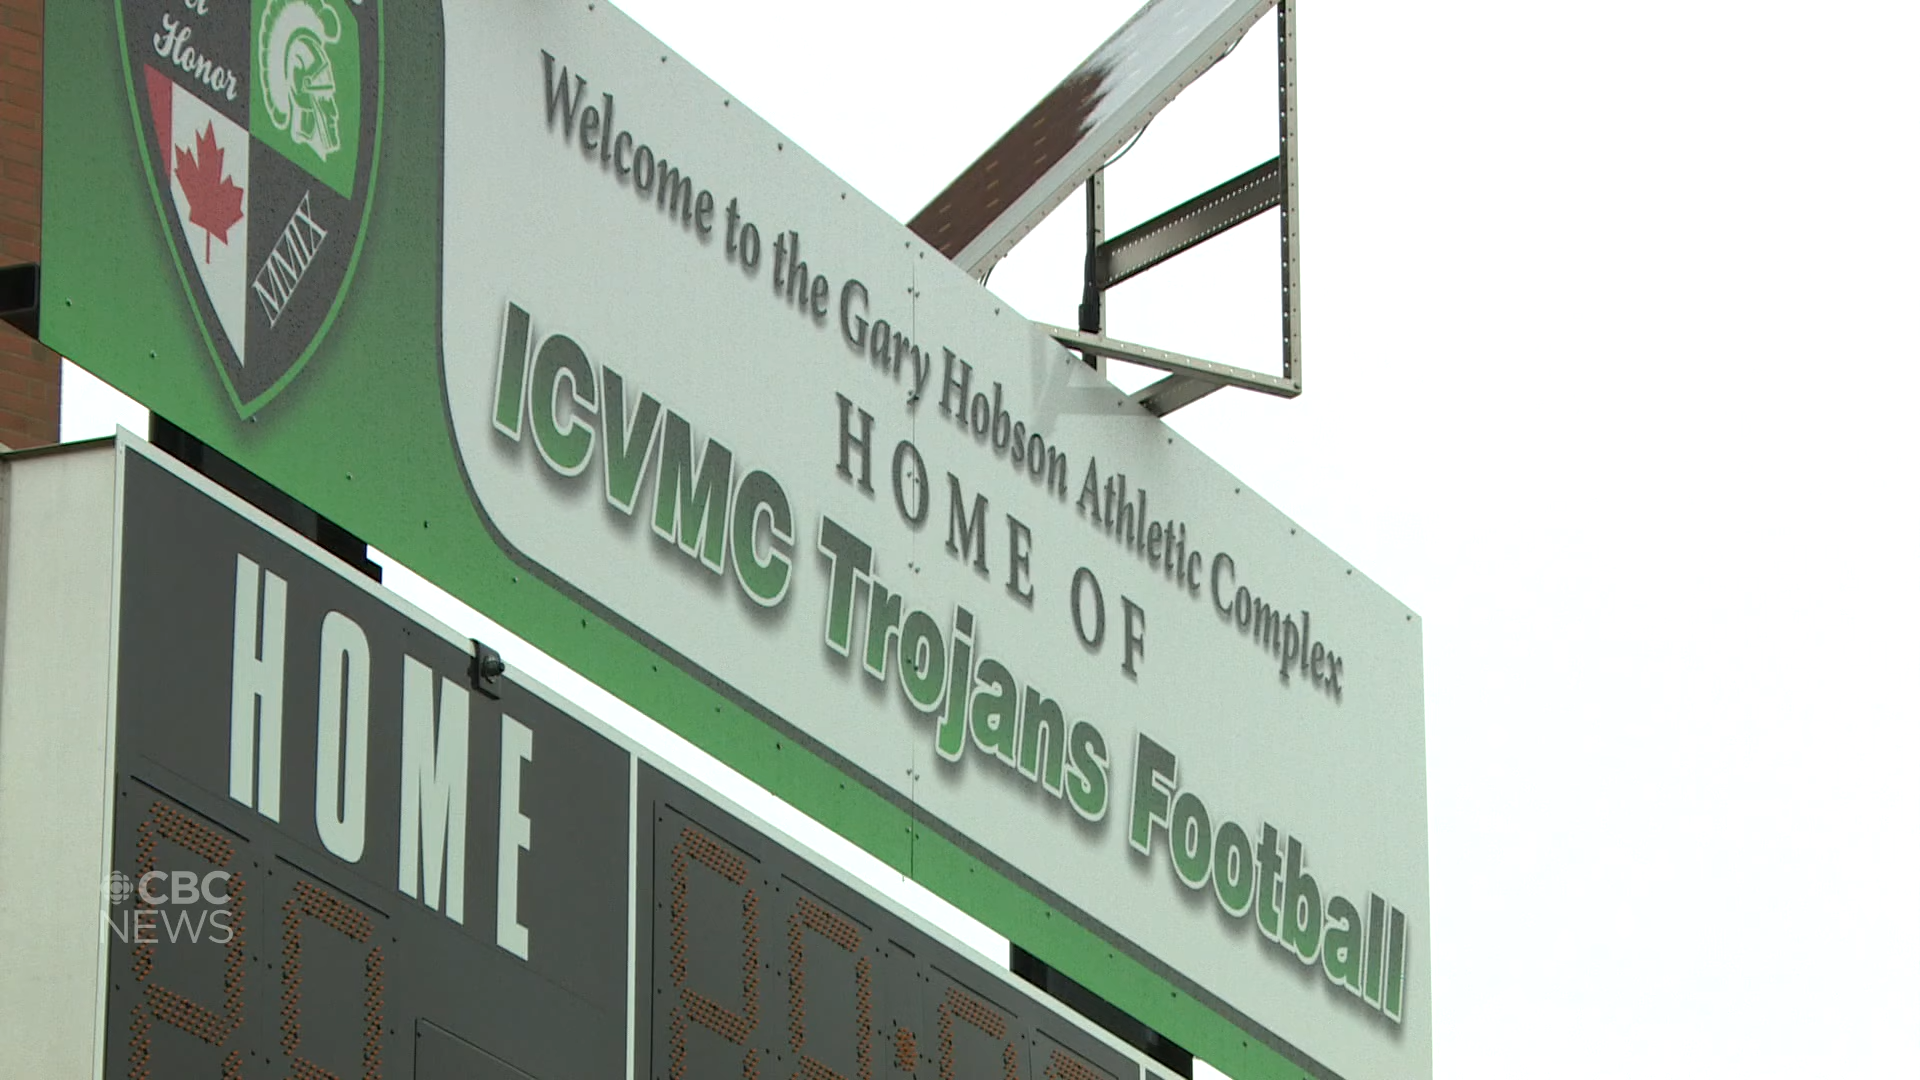 Honor
MMIX
Welcome to the Gary Hobson Athletic Complex
HOME OF
ICVMC Trojans Football
HOME
CBC
NEWS